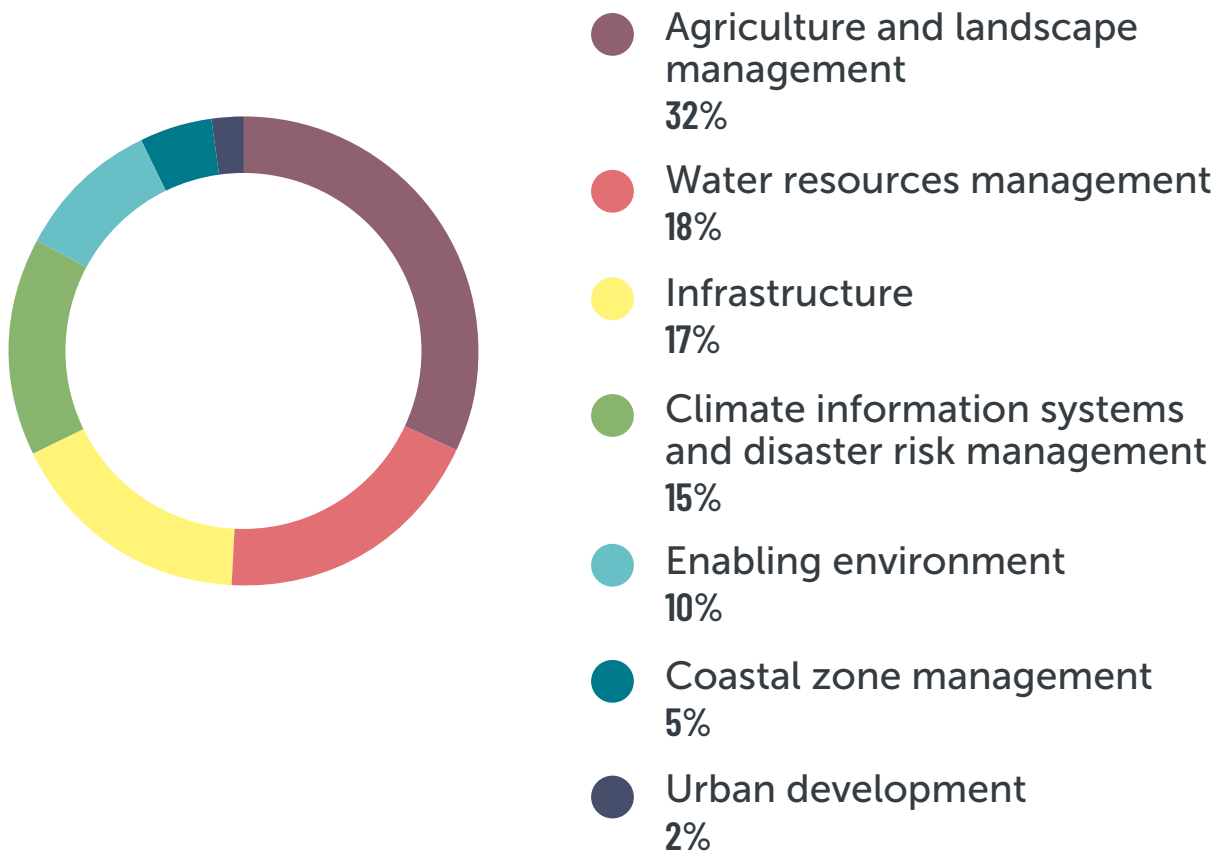 Agriculture and landscape
management
32%
Water resources management
18%
Infrastructure
17%
Climate information systems
and disaster risk management
15%
Enabling environment
10%
Coastal zone management
5%
Urban development
2%